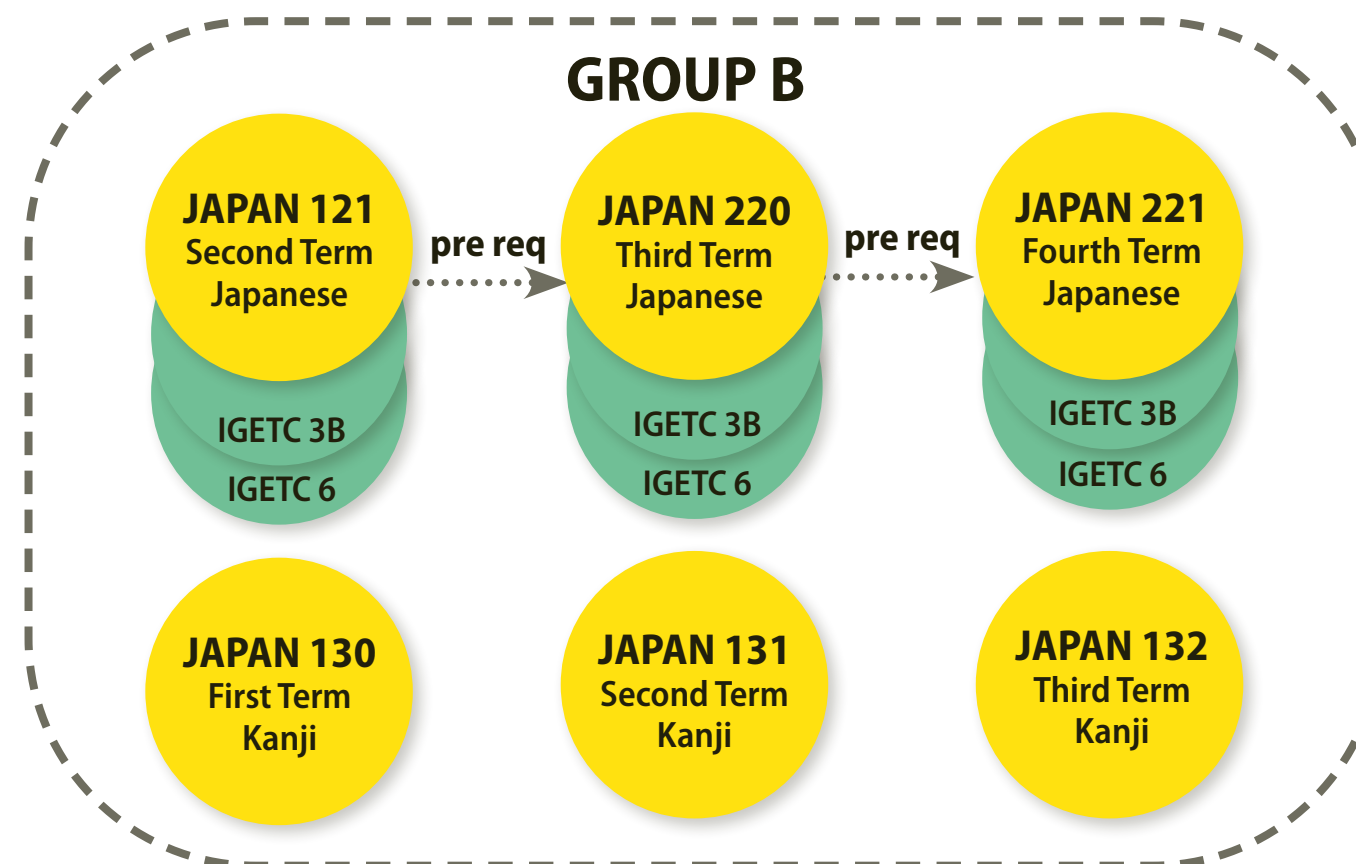 GROUP B
JAPAN 121
Second Term
Japanese
pre req
JAPAN 220
Third Term
Japanese
pre req
JAPAN 221
Fourth Term
Japanese
IGETC 3B
IGETC 6
IGETC 3B
IGETC 6
IGETC 3B
IGETC 6
JAPAN 130
First Term
Kanji
JAPAN 131
Second Term
Kanji
JAPAN 132
Third Term
Kanji